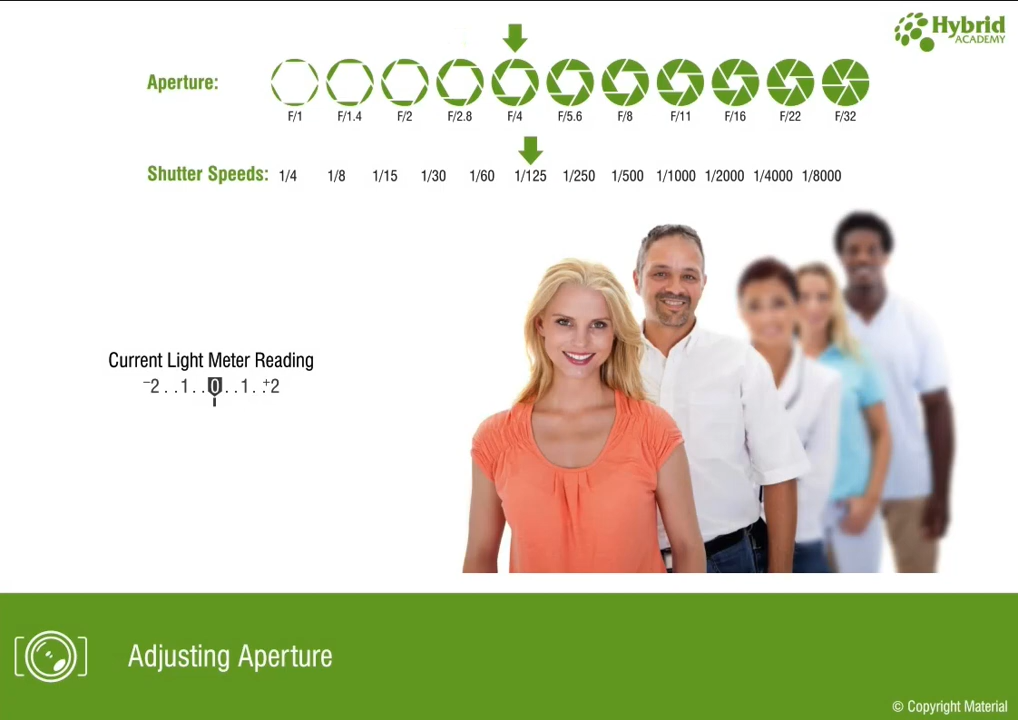 Hybrid
ACADEMY
Aperture:
F/1 F/1.4 F/2 F/2.8 F/4 F/5.6 F/8 F/11 F/16 F/22 F/32
Shutter Speeds: 1/4 1/8 1/15 1/30 1/60 1/125 1/250 1/500 1/1000 1/2000 1/4000 1/8000
Current Light Meter Reading
-2 . . 1 . . 0 . . 1 . . +2
Adjusting Aperture
© Copyright Material